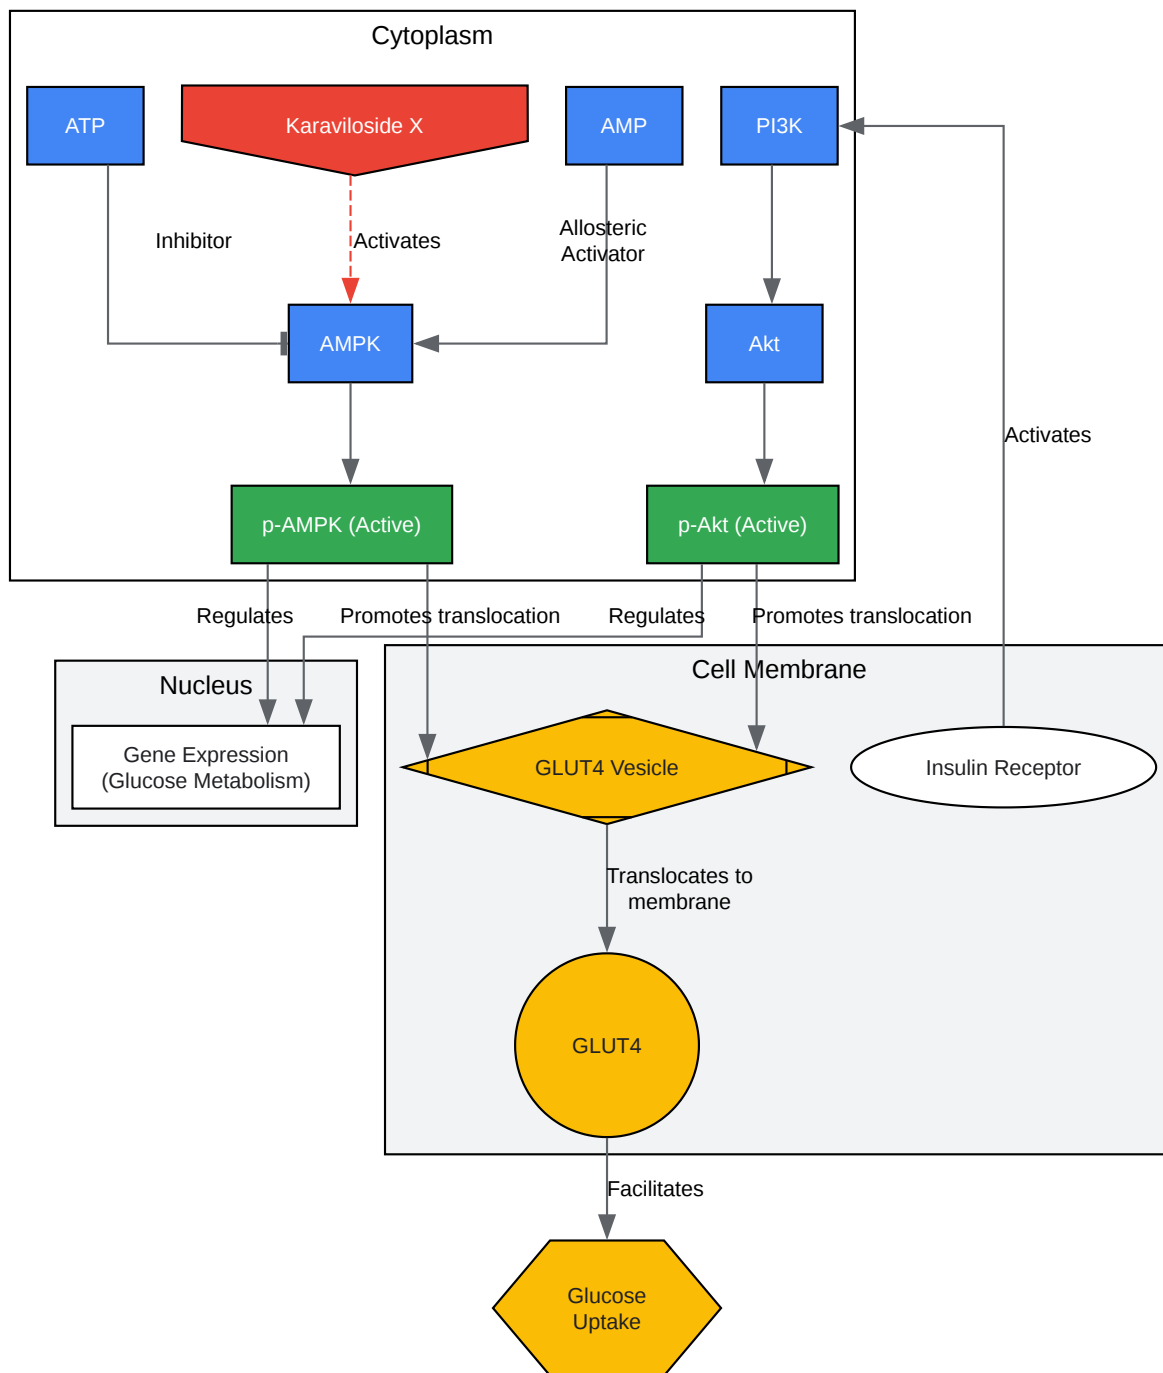 Cytoplasm
ATP
Karaviloside X
AMP
PI3K
Inhibitor
Activates
Allosteric
Activator
AMPK
Akt
Activates
p-AMPK (Active)
p-Akt (Active)
Regulates
Promotes translocation
Regulates
Promotes translocation
Nucleus
Cell Membrane
Gene Expression
(Glucose Metabolism)
GLUT4 Vesicle
Insulin Receptor
Translocates to
membrane
GLUT4
Facilitates
Glucose
Uptake